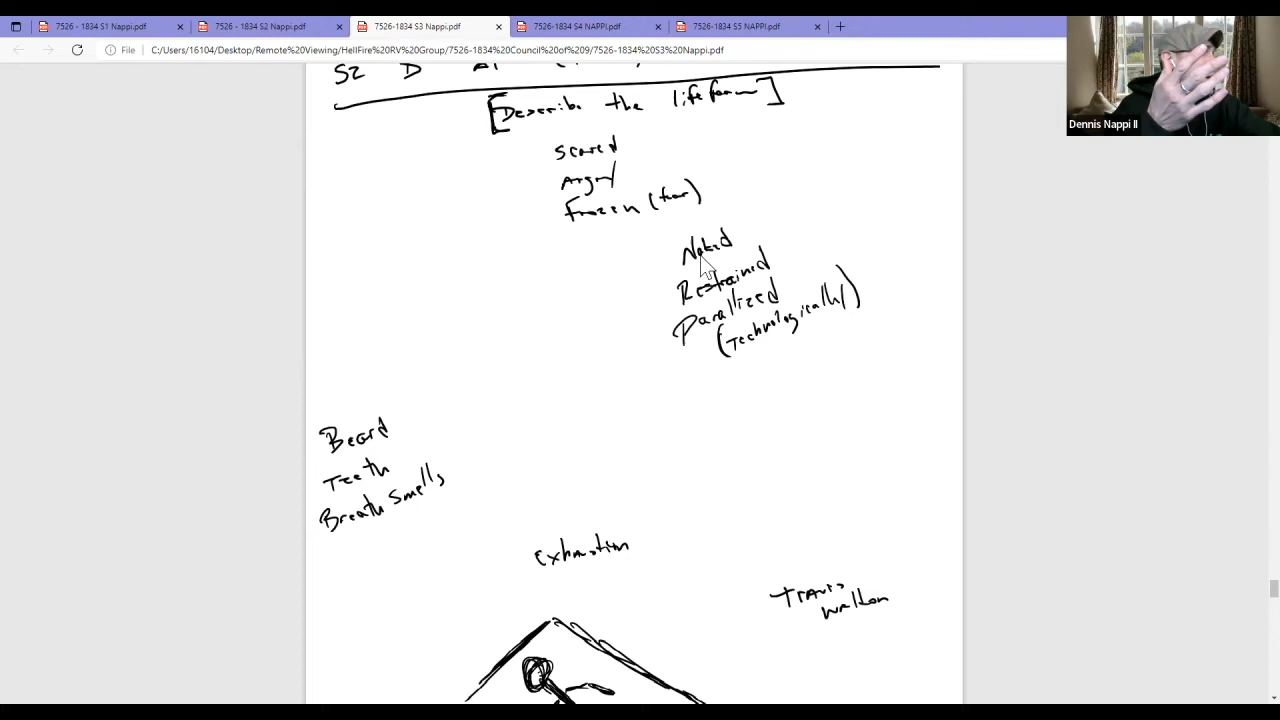 7526 - 1834 S1 Nappi.pdf
7526 - 1834 S2 Nappi.pdf
7526-1834 S3 Nappi.pdf
7526-1834 S4 NAPPI.pdf
7526-1834 S5 NAPPI.pdf
File
C:/Users/16104/Desktop/Remote%20Viewing/HellFire%20RV%20Group/7526-1834%20Council%20of%209/7526-1834%20S3%20Nappi.pdf
Dennis Nappi II
S2 D AI
[Describe the lifeform]
Scared
Angry
Frozen (fear)
Naked
Restrained
Parallized
(Technologically)
Beard
Teeth
Breath Smells
Exhaustion
Travis
Walton